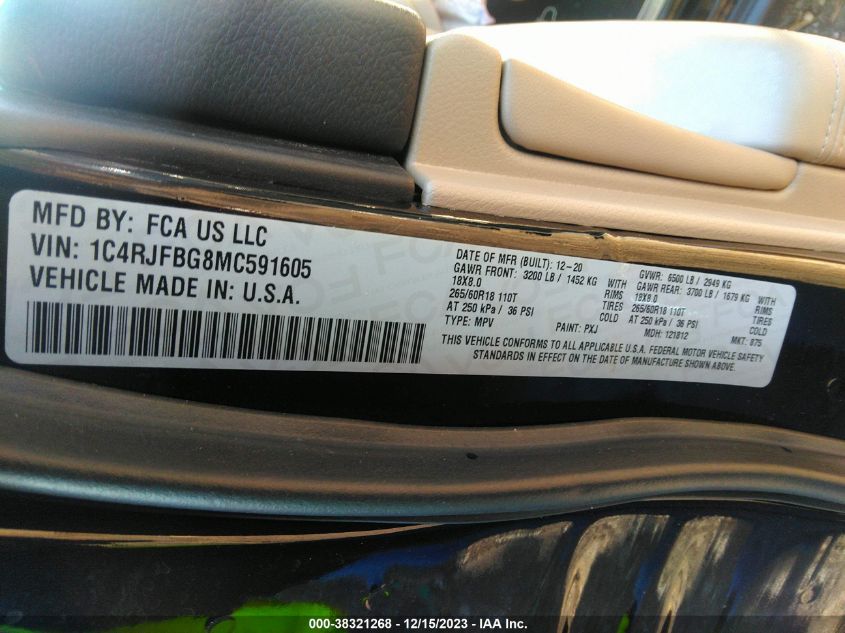 MFD BY: FCA US LLC
VIN: 1C4RJFBG8MC591605
VEHICLE MADE IN: U.S.A.
DATE OF MFR (BUILT): 12-20 GVWR: 6500 LB / 2949 KG
GAWR FRONT: 3200 LB / 1452 KG WITH GAWR REAR: 3700 LB / 1679 KG WITH
18X8.0 RIMS 18X8.0 RIMS
265/60R18 110T TIRES 265/60R18 110T TIRES
AT 250 kPa / 36 PSI COLD AT 250 kPa / 36 PSI COLD
TYPE: MPV PAINT: PXJ MDH: 121812 MKT: 875
THIS VEHICLE CONFORMS TO ALL APPLICABLE U.S.A. FEDERAL MOTOR VEHICLE SAFETY
STANDARDS IN EFFECT ON THE DATE OF MANUFACTURE SHOWN ABOVE.
000-38321268 - 12/15/2023 - IAA Inc.